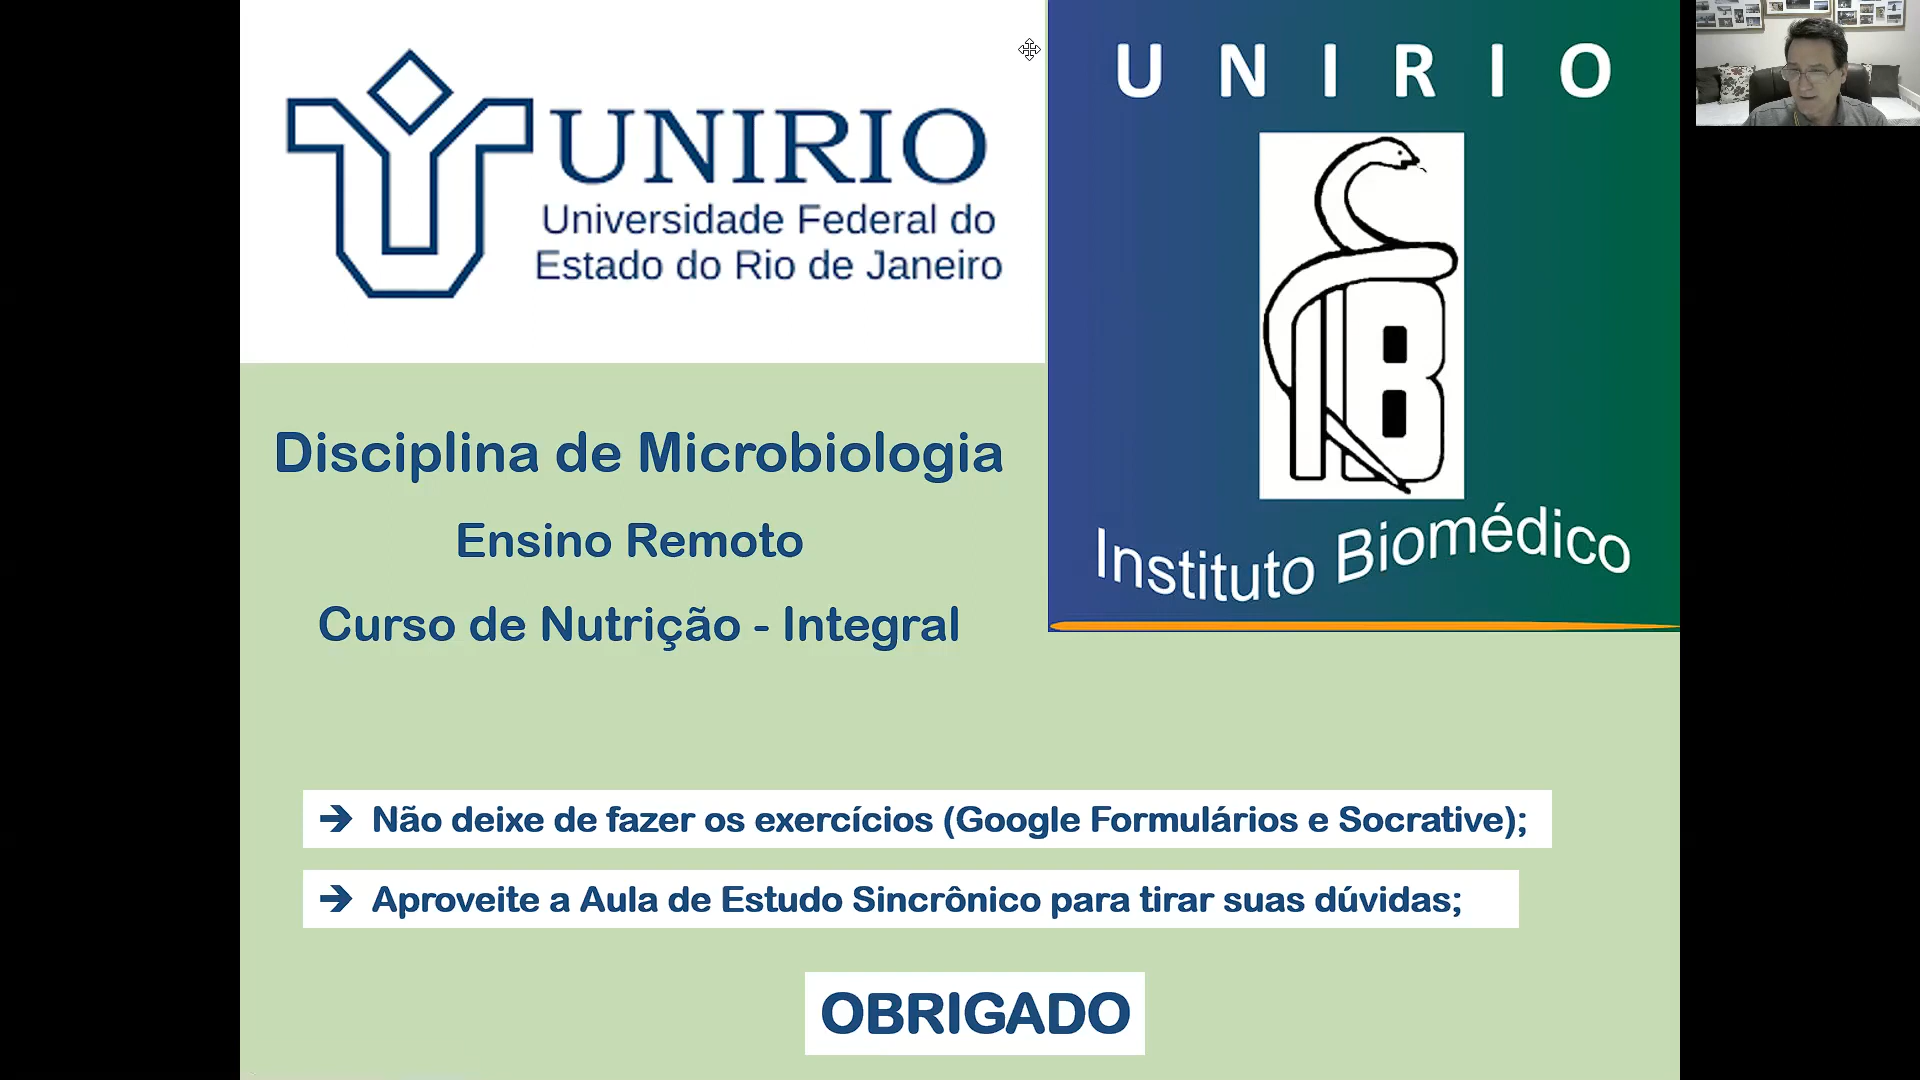 UNIRIO
Universidade Federal do
Estado do Rio de Janeiro
U N I R I O
IB
Instituto Biomédico
Disciplina de Microbiologia
Ensino Remoto
Curso de Nutrição - Integral
➔ Não deixe de fazer os exercícios (Google Formulários e Socrative);
➔ Aproveite a Aula de Estudo Sincrônico para tirar suas dúvidas;
OBRIGADO